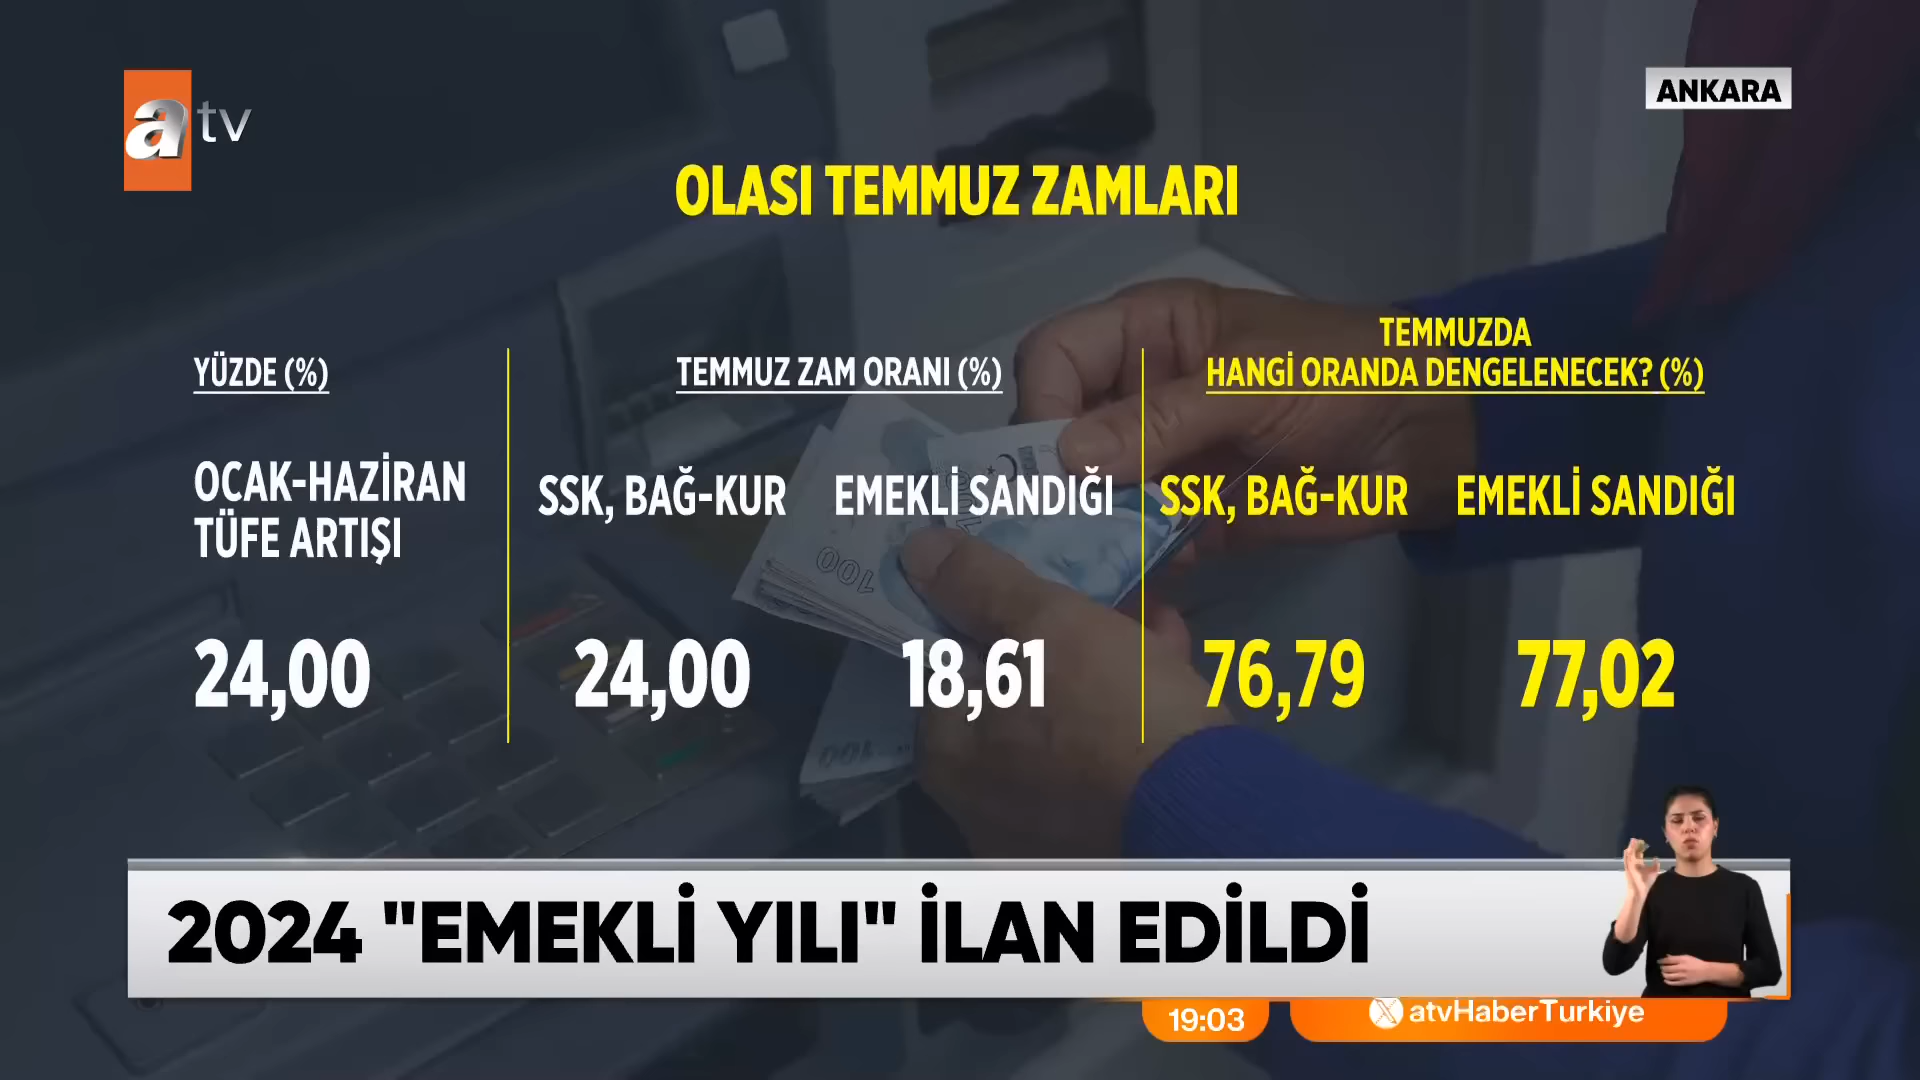 atv
ANKARA
OLASI TEMMUZ ZAMLARI
YÜZDE (%)
OCAK-HAZİRAN
TÜFE ARTIŞI
24,00
TEMMUZ ZAM ORANI (%)
SSK, BAĞ-KUR EMEKLİ SANDIĞI
24,00 18,61
TEMMUZDA
HANGİ ORANDA DENGELENECEK? (%)
SSK, BAĞ-KUR EMEKLİ SANDIĞI
76,79 77,02
100
100
2024 "EMEKLİ YILI" İLAN EDİLDİ
19:03
atvHaberTurkiye